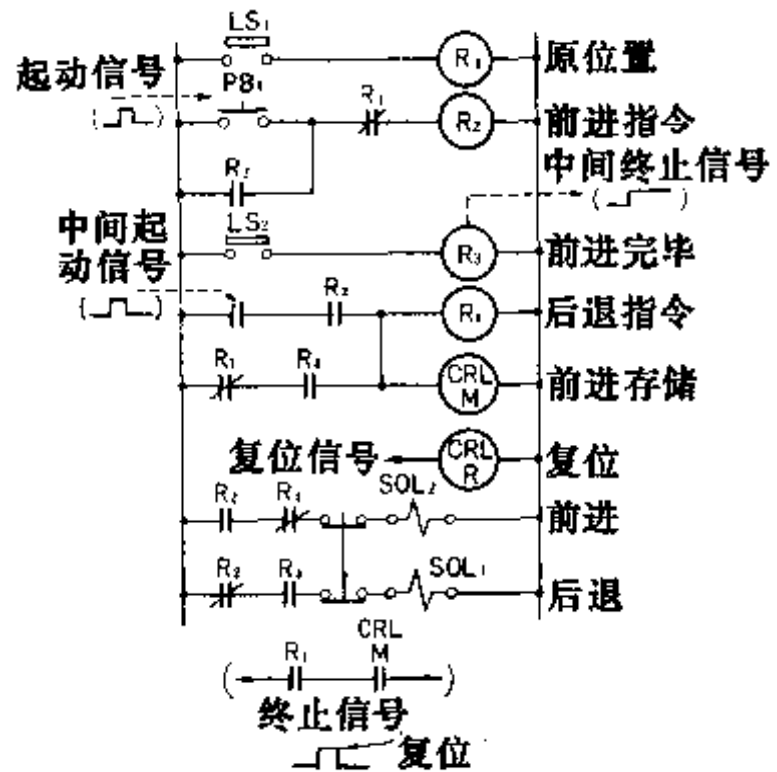 LS₁
R₁ 原位置
起动信号 PB₁
R₁ R₂ 前进指令
R₂ 中间终止信号
中间起动信号 LS₂
R₃ 前进完毕
R₃ 后退指令
R₁ R₄ CRL M 前进存储
复位信号 CRL R 复位
R₂ SOL₂ 前进
R₂ SOL₁ 后退
R₁ CRL M
终止信号
复位